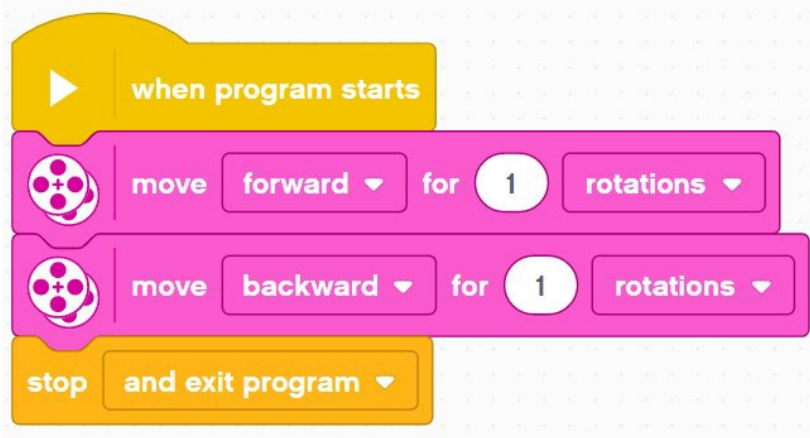 when program starts
move forward for 1 rotations
move backward for 1 rotations
stop and exit program